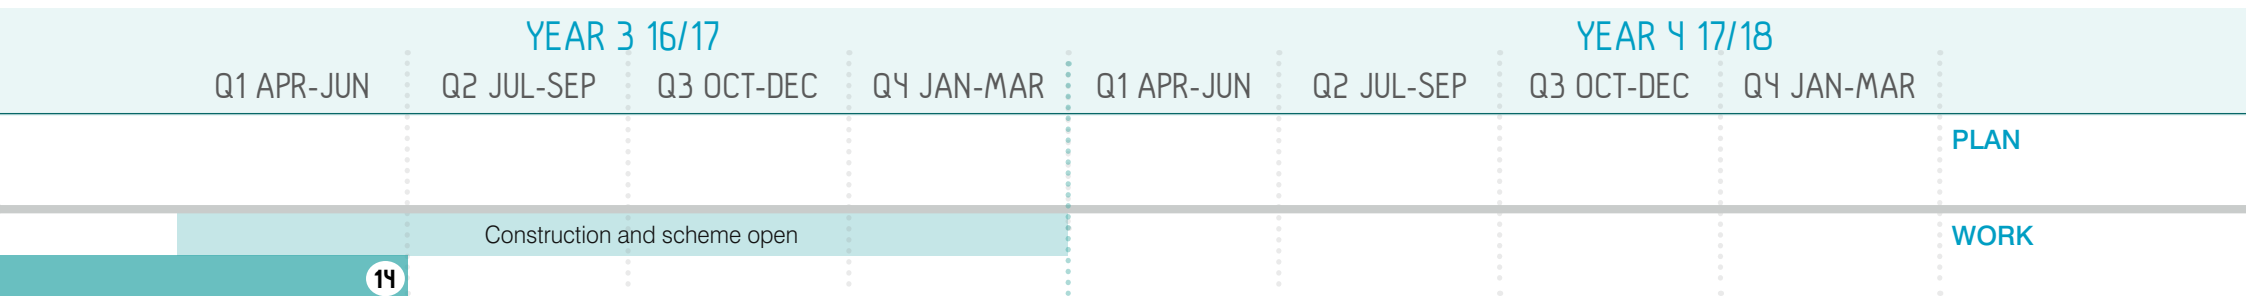 YEAR 3 16/17 YEAR 4 17/18
Q1 APR-JUN Q2 JUL-SEP Q3 OCT-DEC Q4 JAN-MAR Q1 APR-JUN Q2 JUL-SEP Q3 OCT-DEC Q4 JAN-MAR
PLAN
Construction and scheme open WORK
14